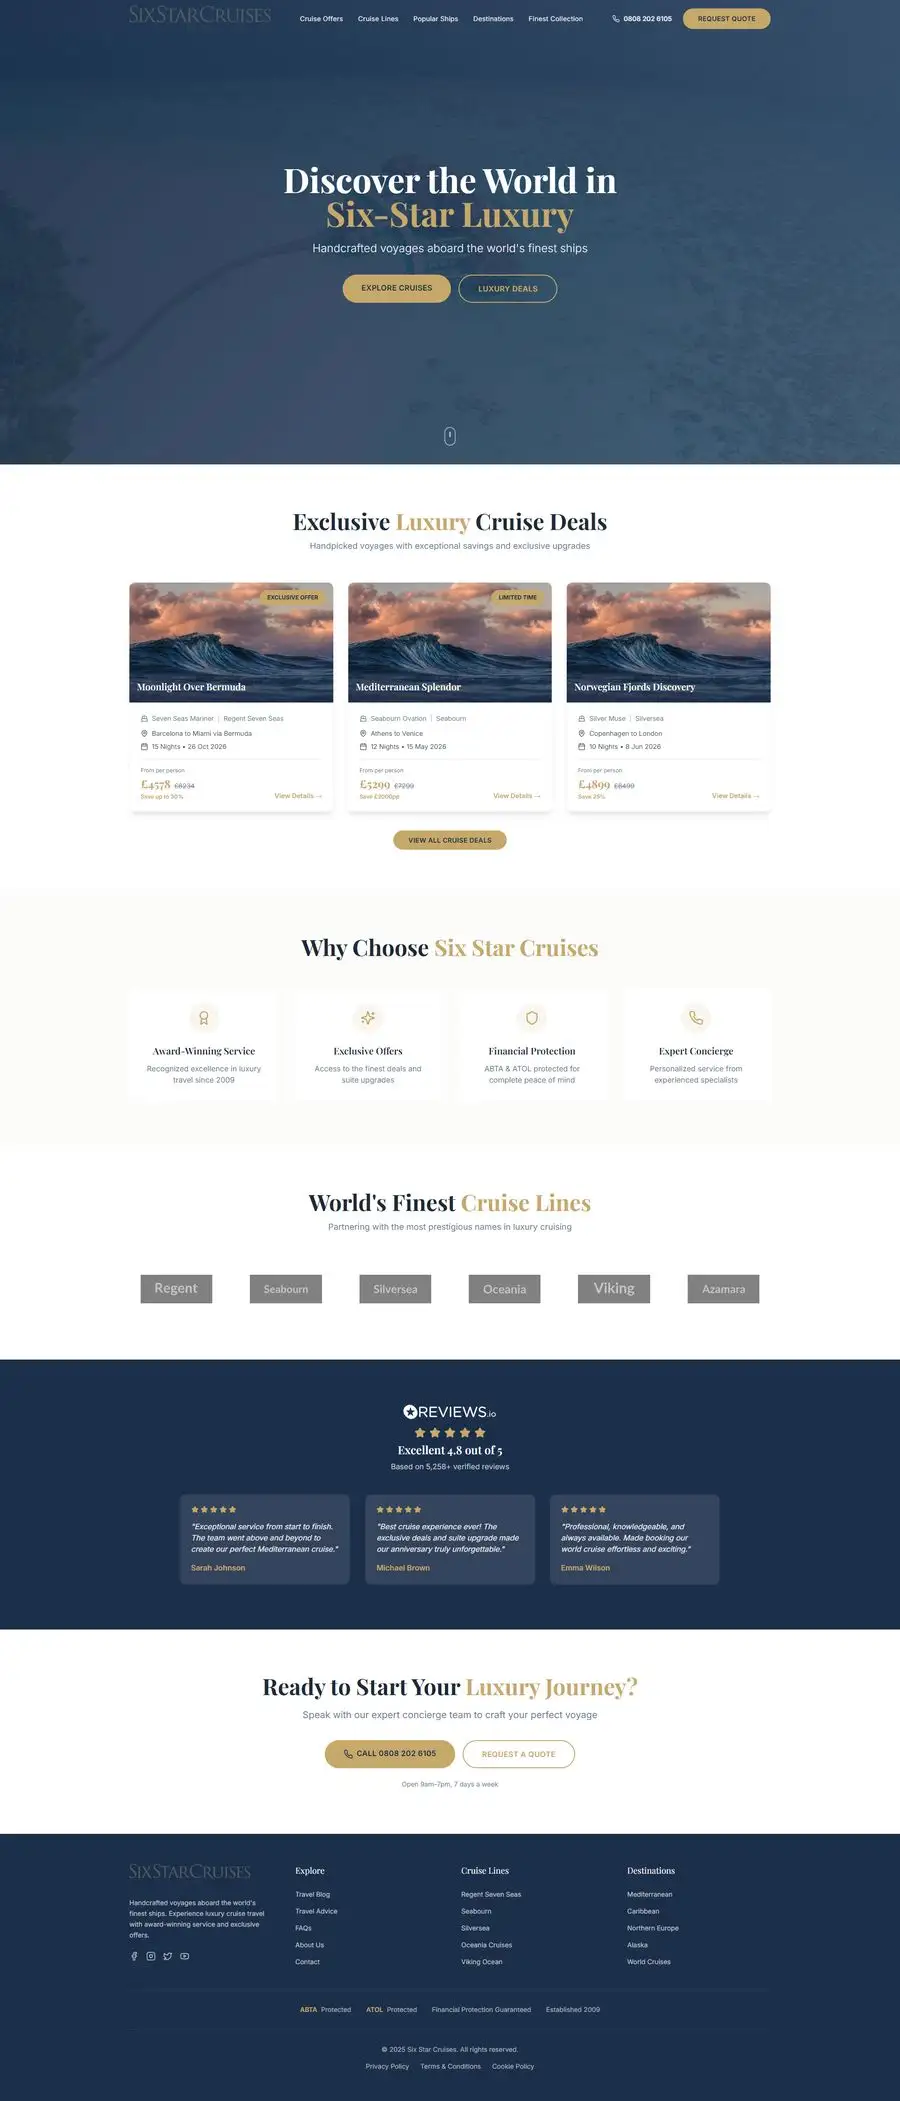 SIXSTARCRUISES
Cruise Offers
Cruise Lines
Popular Ships
Destinations
Finest Collection
0808 202 6105
REQUEST QUOTE
Discover the World in
Six-Star Luxury
Handcrafted voyages aboard the world's finest ships
EXPLORE CRUISES
LUXURY DEALS
Exclusive Luxury Cruise Deals
Handpicked voyages with exceptional savings and exclusive upgrades
EXCLUSIVE OFFER
Moonlight Over Bermuda
Seven Seas Mariner | Regent Seven Seas
Barcelona to Miami via Bermuda
15 Nights • 26 Oct 2026
From per person
£4578 £6234
Save up to 30%
View Details →
LIMITED TIME
Mediterranean Splendor
Seabourn Ovation | Seabourn
Athens to Venice
12 Nights • 15 May 2026
From per person
£5299 £7299
Save £2000pp
View Details →
Norwegian Fjords Discovery
Silver Muse | Silversea
Copenhagen to London
10 Nights • 8 Jun 2026
From per person
£4899 £6499
Save 25%
View Details →
VIEW ALL CRUISE DEALS
Why Choose Six Star Cruises
Award-Winning Service
Recognized excellence in luxury
travel since 2009
Exclusive Offers
Access to the finest deals and
suite upgrades
Financial Protection
ABTA & ATOL protected for
complete peace of mind
Expert Concierge
Personalized service from
experienced specialists
World's Finest Cruise Lines
Partnering with the most prestigious names in luxury cruising
Regent
Seabourn
Silversea
Oceania
Viking
Azamara
REVIEWS.io
Excellent 4.8 out of 5
Based on 5,258+ verified reviews
"Exceptional service from start to finish.
The team went above and beyond to
create our perfect Mediterranean cruise."
Sarah Johnson
"Best cruise experience ever! The
exclusive deals and suite upgrade made
our anniversary truly unforgettable."
Michael Brown
"Professional, knowledgeable, and
always available. Made booking our
world cruise effortless and exciting."
Emma Wilson
Ready to Start Your Luxury Journey?
Speak with our expert concierge team to craft your perfect voyage
CALL 0808 202 6105
REQUEST A QUOTE
Open 9am-7pm, 7 days a week
SIXSTARCRUISES
Handcrafted voyages aboard the world's
finest ships. Experience luxury cruise travel
with award-winning service and exclusive
offers.
Explore
Travel Blog
Travel Advice
FAQs
About Us
Contact
Cruise Lines
Regent Seven Seas
Seabourn
Silversea
Oceania Cruises
Viking Ocean
Destinations
Mediterranean
Caribbean
Northern Europe
Alaska
World Cruises
ABTA Protected
ATOL Protected
Financial Protection Guaranteed
Established 2009
© 2025 Six Star Cruises. All rights reserved.
Privacy Policy
Terms & Conditions
Cookie Policy